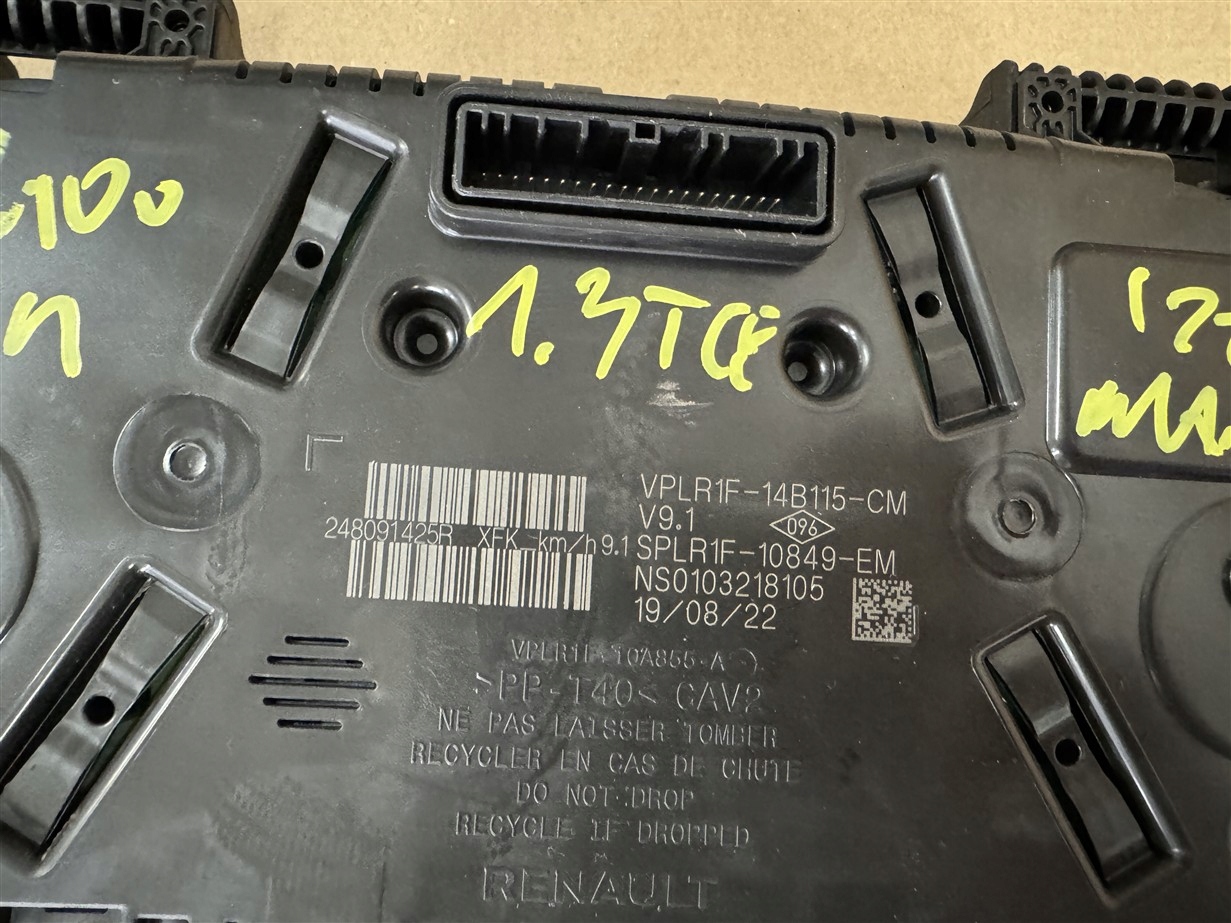 100
n
1.3TCE
VPLR1F-14B115-CM
V9.1 096
248091425R XFK_km/h 9.1 SPLR1F-10849-EM
NS0103218105
19/08/22
VPLR1F-10A855-A
>PP-T40< CAV2
NE PAS LAISSER TOMBER
RECYCLER EN CAS DE CHUTE
DO NOT DROP
RECYCLE IF DROPPED
RENAULT